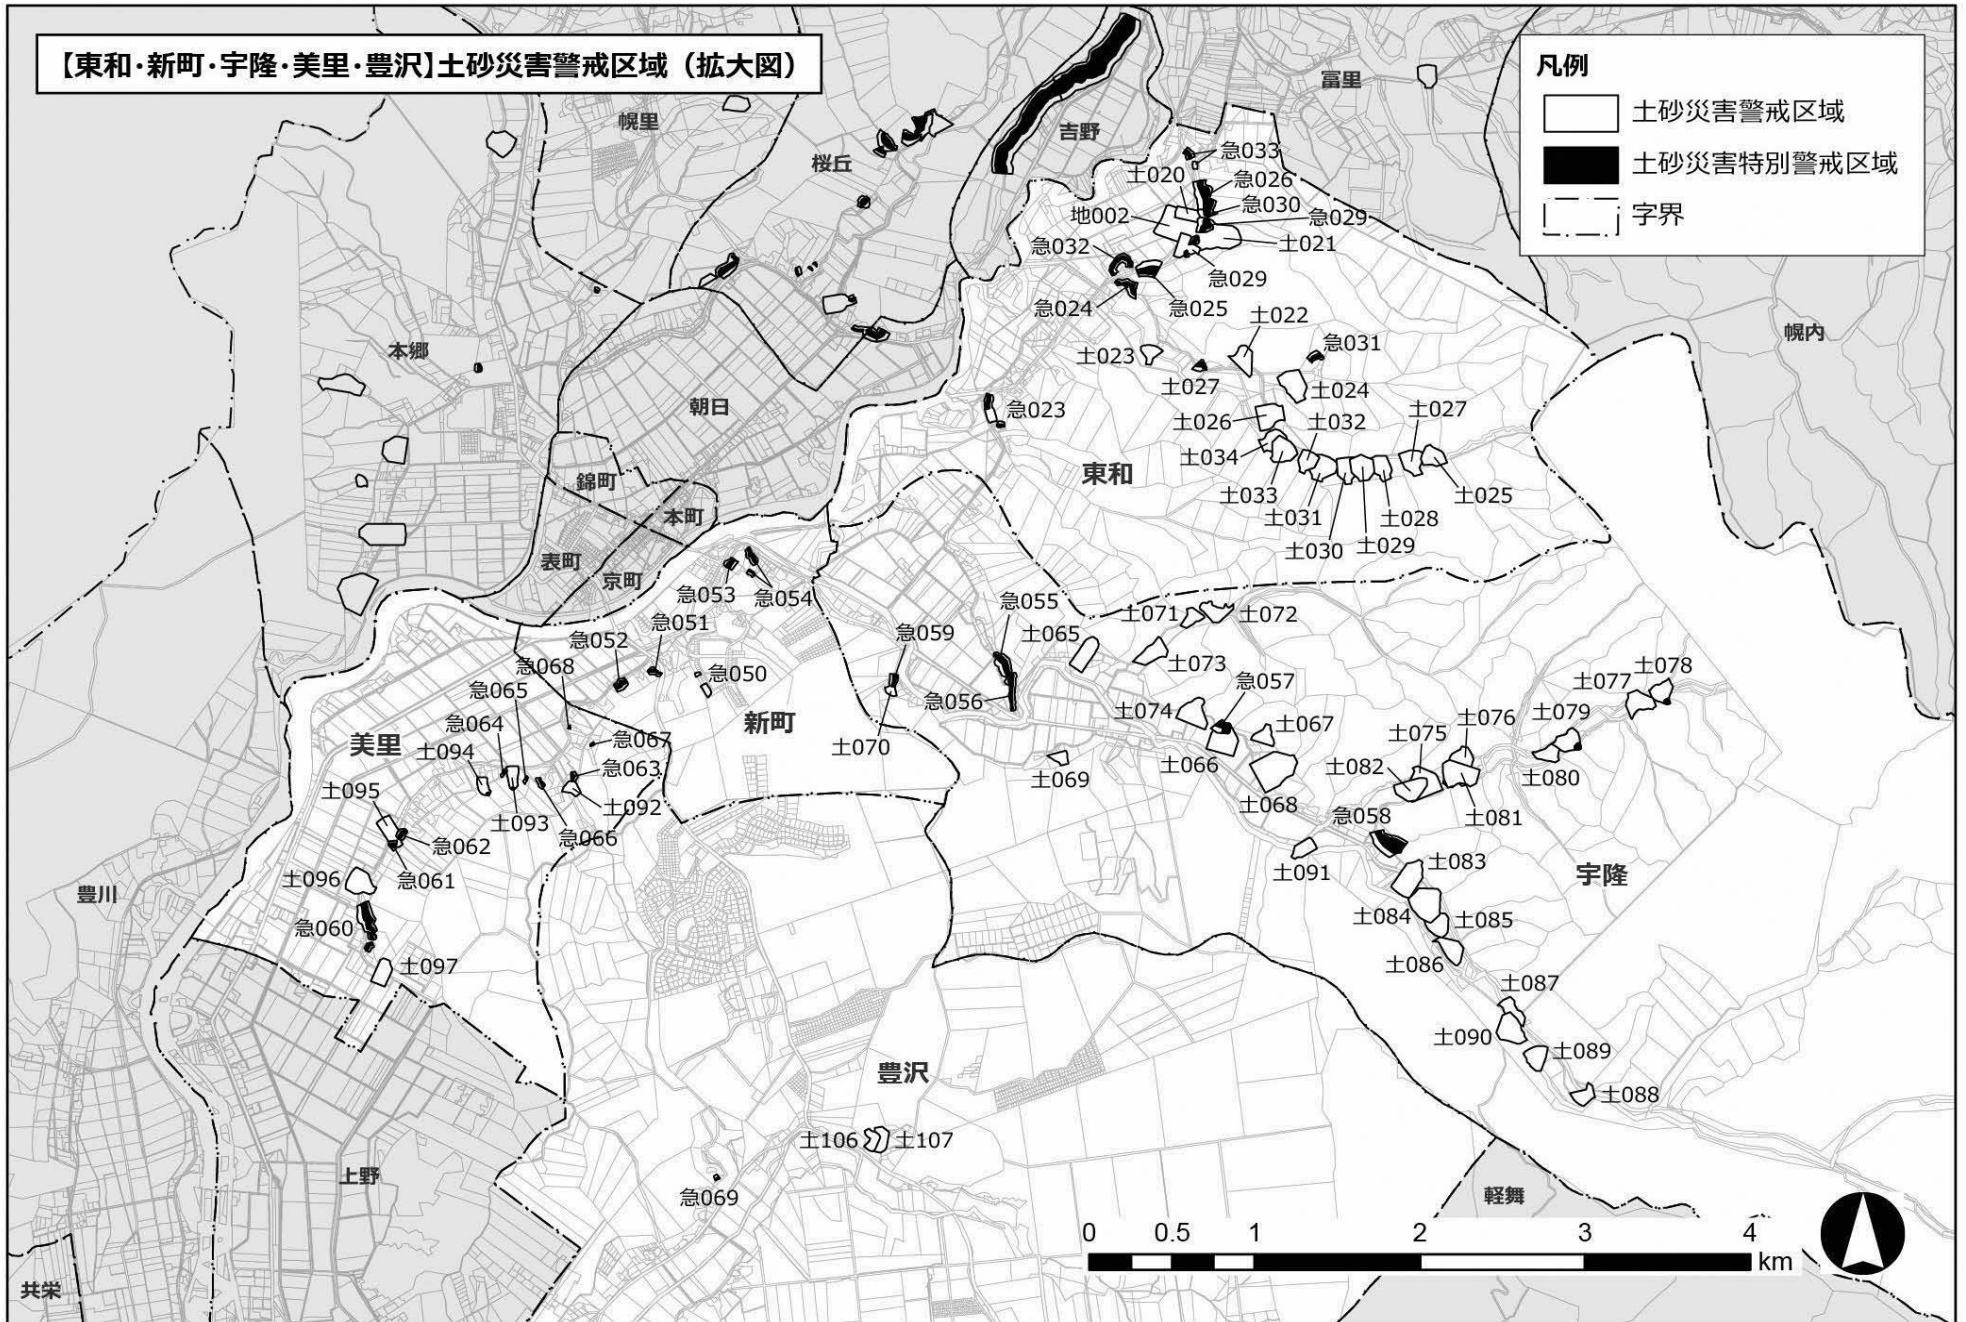 【東和・新町・宇隆・美里・豊沢】土砂災害警戒区域（拡大図）
凡例
土砂災害警戒区域
土砂災害特別警戒区域
字界
富里
幌里
吉野
桜丘
急033
土020
急026
急030
地002
急029
急032
土021
急029
急024
急025
土022
幌内
本郷
土023
急031
土027
土024
朝日
急023
土026
土032
土027
土034
東和
錦町
土033
土025
本町
土031
土028
土030
土029
表町
京町
急053
急054
急055
土071
土072
急051
急059
土065
急052
急068
土073
急050
急057
土078
土077
急065
急056
新町
土074
急064
美里
急067
土070
土067
土076
土079
土075
土094
急063
土069
土066
土082
土080
土095
土092
土068
土093
急066
急058
土081
急062
土083
土091
宇隆
土096
急061
豊川
土084
土085
急060
土097
土086
土087
土090
土089
豊沢
土088
土106
土107
上野
急069
軽舞
共栄
0
0.5
1
2
3
4
km